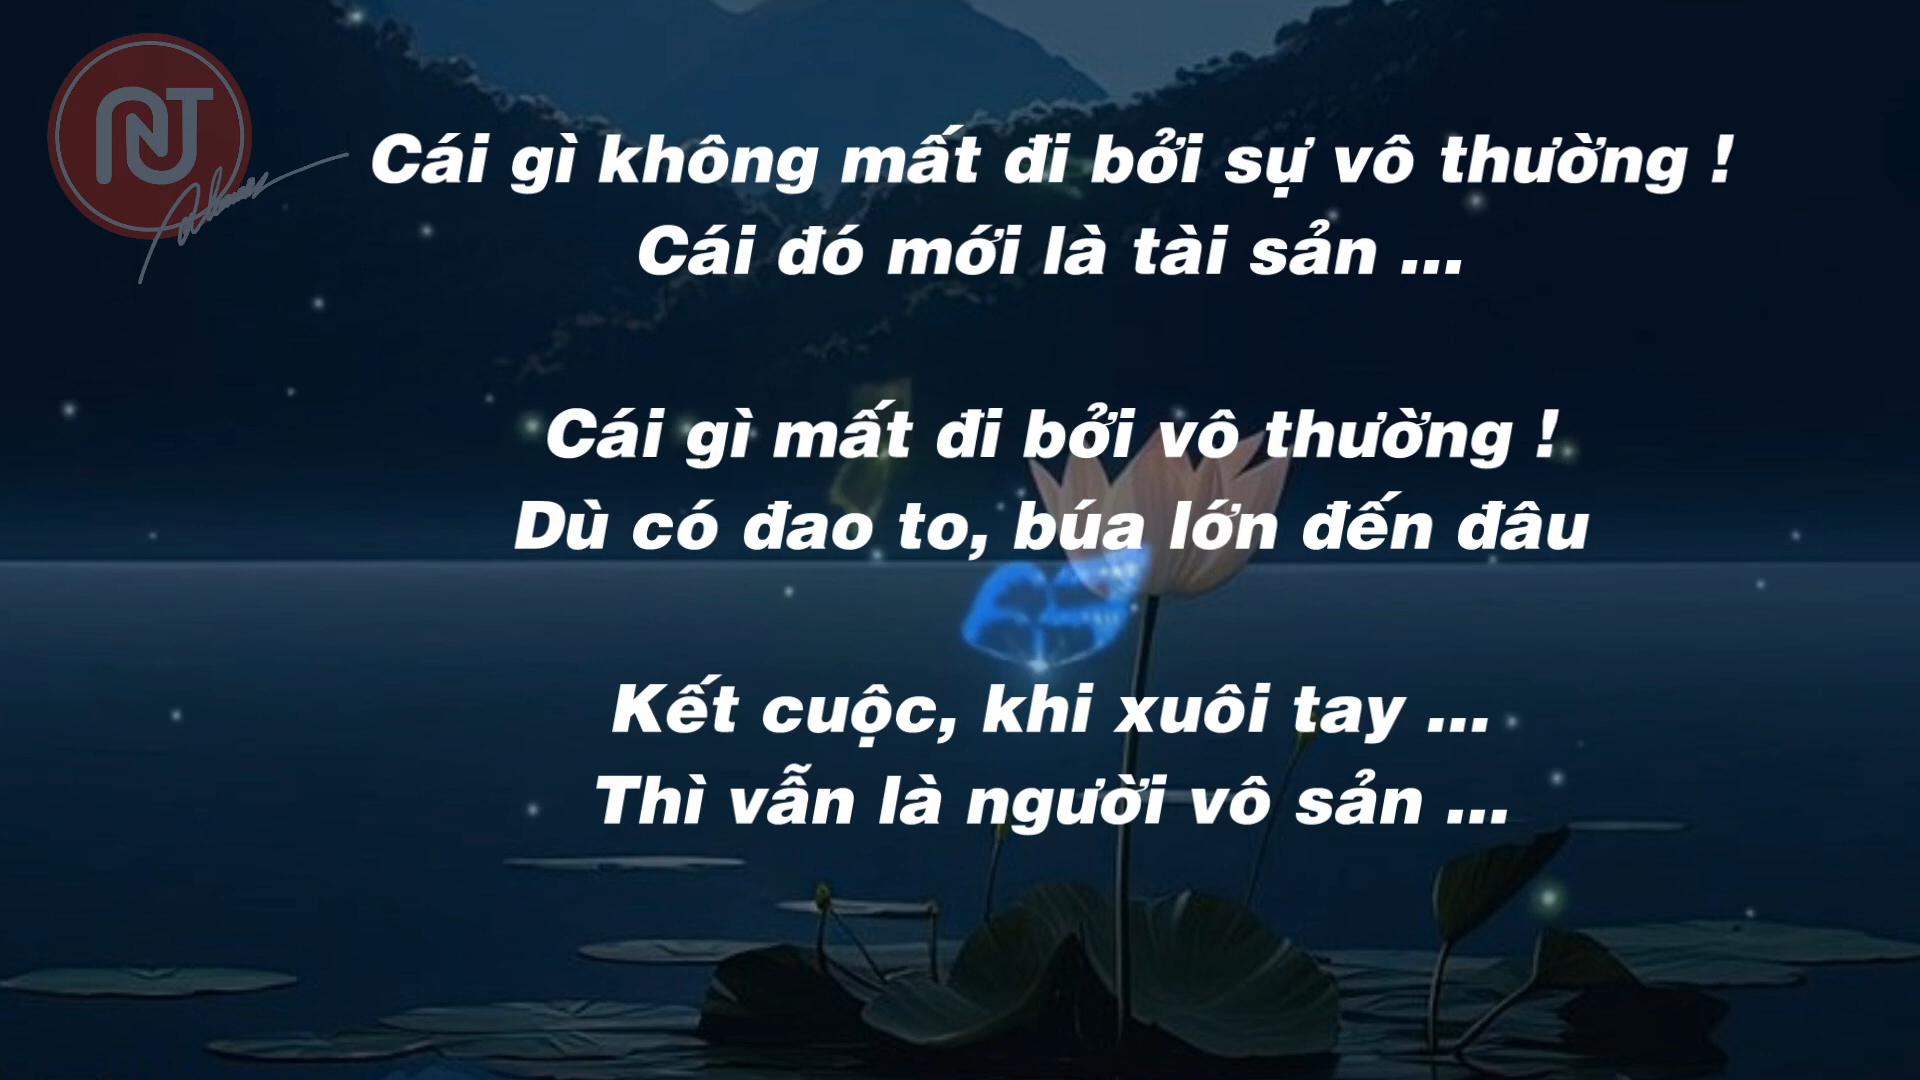 Cái gì không mất đi bởi sự vô thường !
Cái đó mới là tài sản ...
Cái gì mất đi bởi vô thường !
Dù có đao to, búa lớn đến đâu
Kết cuộc, khi xuôi tay ...
Thì vẫn là người vô sản ...